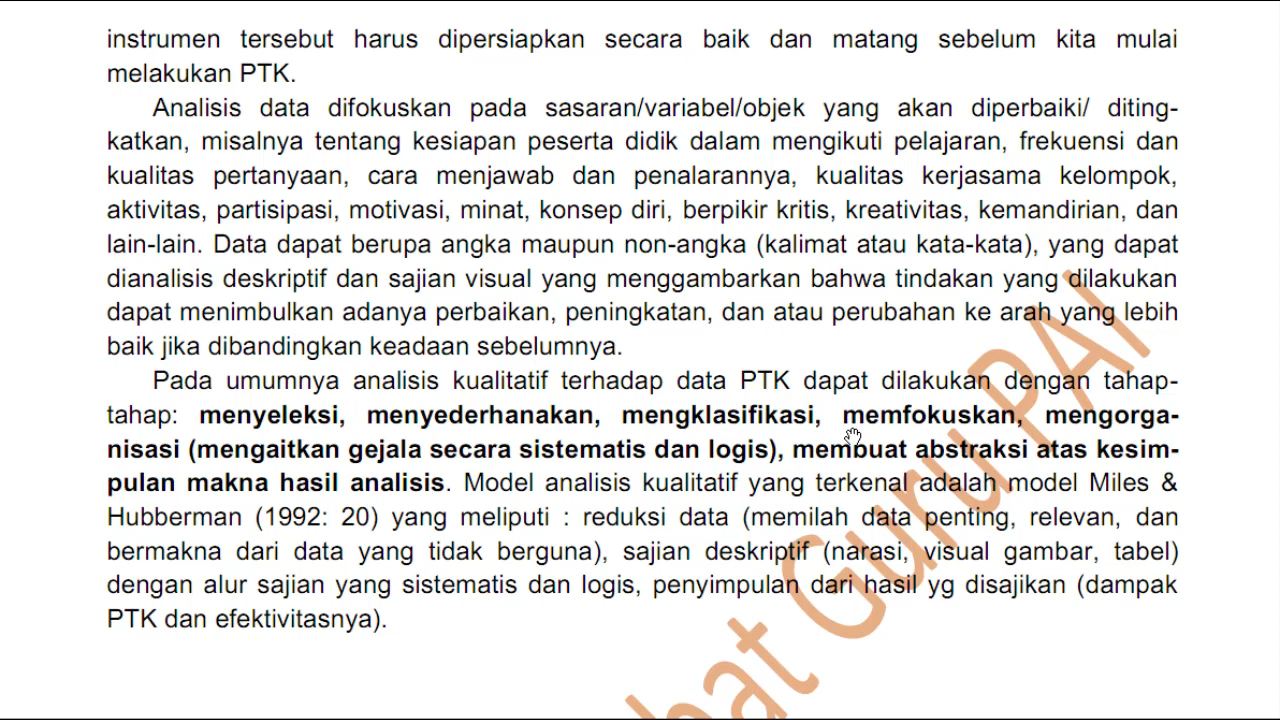 instrumen tersebut harus dipersiapkan secara baik dan matang sebelum kita mulai
melakukan PTK.
Analisis data difokuskan pada sasaran/variabel/objek yang akan diperbaiki/ diting-
katkan, misalnya tentang kesiapan peserta didik dalam mengikuti pelajaran, frekuensi dan
kualitas pertanyaan, cara menjawab dan penalarannya, kualitas kerjasama kelompok,
aktivitas, partisipasi, motivasi, minat, konsep diri, berpikir kritis, kreativitas, kemandirian, dan
lain-lain. Data dapat berupa angka maupun non-angka (kalimat atau kata-kata), yang dapat
dianalisis deskriptif dan sajian visual yang menggambarkan bahwa tindakan yang dilakukan
dapat menimbulkan adanya perbaikan, peningkatan, dan atau perubahan ke arah yang lebih
baik jika dibandingkan keadaan sebelumnya.
Pada umumnya analisis kualitatif terhadap data PTK dapat dilakukan dengan tahap-
tahap: menyeleksi, menyederhanakan, mengklasifikasi, memfokuskan, mengorga-
nisasi (mengaitkan gejala secara sistematis dan logis), membuat abstraksi atas kesim-
pulan makna hasil analisis. Model analisis kualitatif yang terkenal adalah model Miles &
Hubberman (1992: 20) yang meliputi : reduksi data (memilah data penting, relevan, dan
bermakna dari data yang tidak berguna), sajian deskriptif (narasi, visual gambar, tabel)
dengan alur sajian yang sistematis dan logis, penyimpulan dari hasil yg disajikan (dampak
PTK dan efektivitasnya).
bat Guru PAI